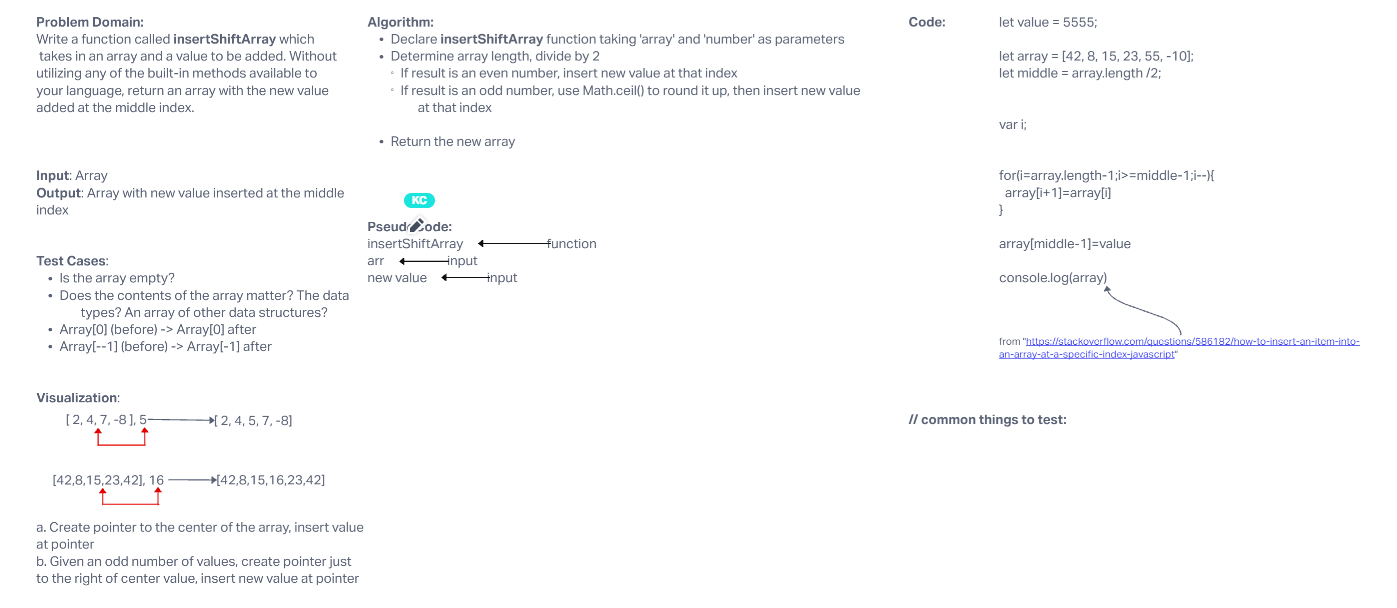 Problem Domain:
Write a function called insertShiftArray which
takes in an array and a value to be added. Without
utilizing any of the built-in methods available to
your language, return an array with the new value
added at the middle index.
Input: Array
Output: Array with new value inserted at the middle
index
Test Cases:
• Is the array empty?
• Does the contents of the array matter? The data
types? An array of other data structures?
• Array[0] (before) -> Array[0] after
• Array[--1] (before) -> Array[-1] after
Visualization:
[ 2, 4, 7, -8 ], 5 [ 2, 4, 5, 7, -8]
[42,8,15,23,42], 16 [42,8,15,16,23,42]
a. Create pointer to the center of the array, insert value
at pointer
b. Given an odd number of values, create pointer just
to the right of center value, insert new value at pointer
Algorithm:
• Declare insertShiftArray function taking 'array' and 'number' as parameters
• Determine array length, divide by 2
◦ If result is an even number, insert new value at that index
◦ If result is an odd number, use Math.ceil() to round it up, then insert new value
at that index
• Return the new array
KC
Pseudocode:
insertShiftArray function
arr input
new value input
Code:
let value = 5555;
let array = [42, 8, 15, 23, 55, -10];
let middle = array.length /2;
var i;
for(i=array.length-1;i>=middle-1;i--){
array[i+1]=array[i]
}
array[middle-1]=value
console.log(array)
from "https://stackoverflow.com/questions/586182/how-to-insert-an-item-into-
an-array-at-a-specific-index-javascript"
// common things to test: